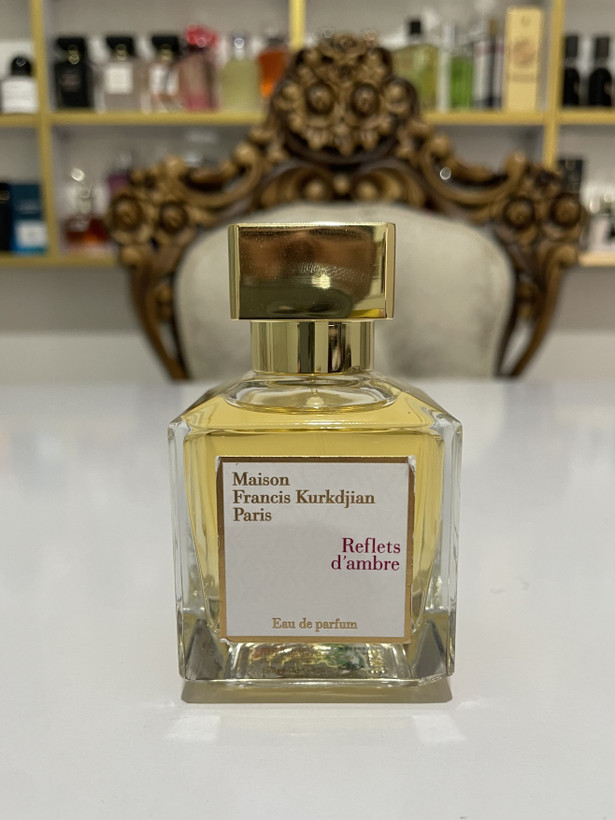 Maison
Francis Kurkdjian
Paris
Reflets
d'ambre
Eau de parfum